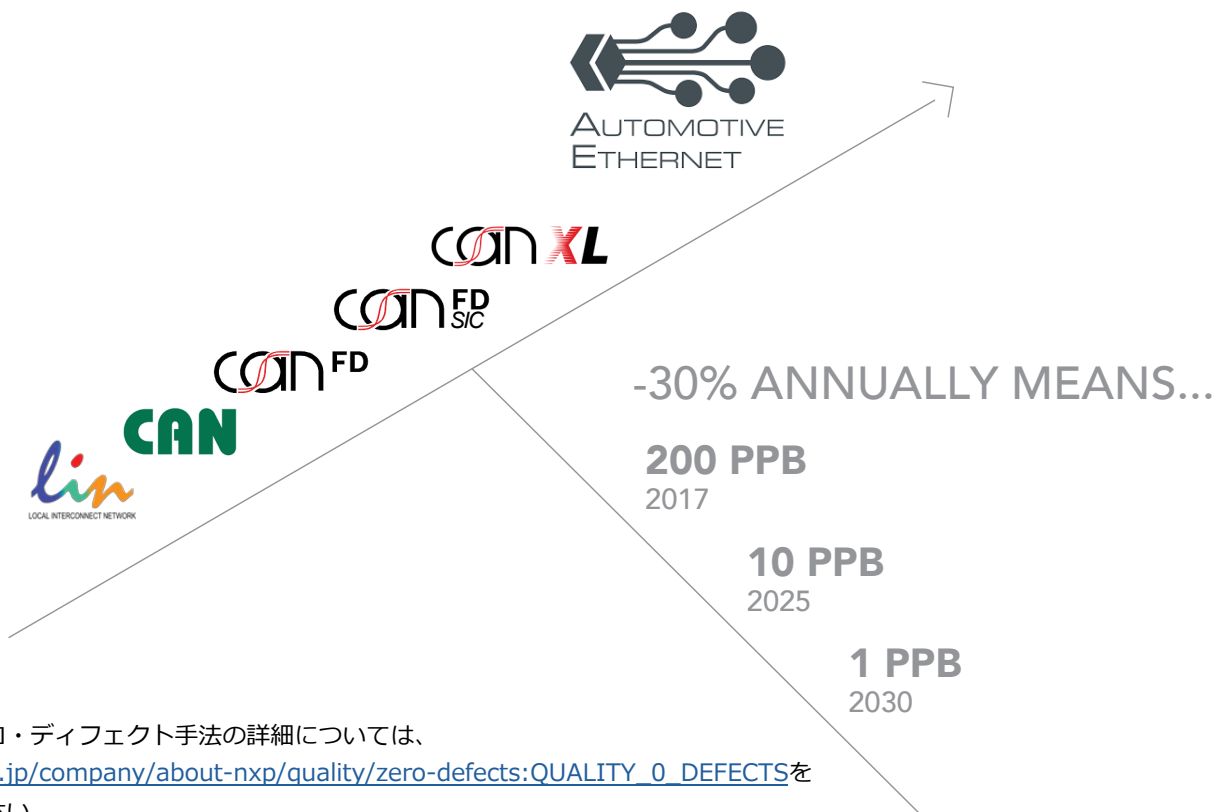 AUTOMOTIVE
ETHERNET
can XL
can FD
SIC
can FD
CAN
lin
LOCAL INTERCONNECT NETWORK
-30% ANNUALLY MEANS...
200 PPB
2017
10 PPB
2025
1 PPB
2030
・ディフェクト手法の詳細については、
.jp/company/about-nxp/quality/zero-defects:QUALITY_0_DEFECTSを